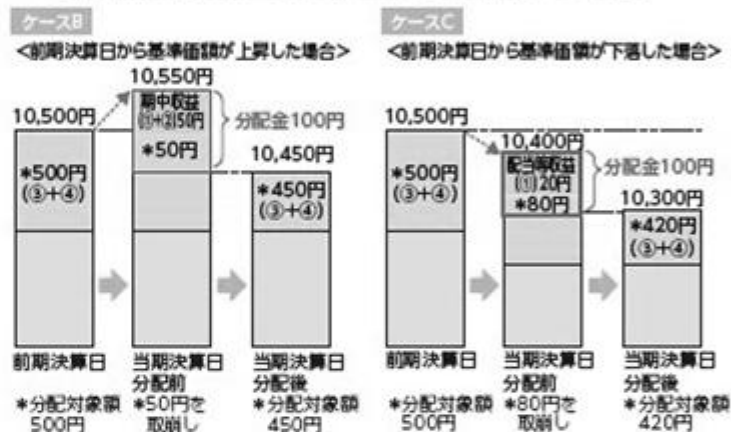 ケースB
<前期決算日から基準価額が上昇した場合>
10,550円
10,500円
期中収益
(①+②)50円
*50円
分配金100円
*500円
(③+④)
10,450円
*450円
(③+④)
前期決算日
当期決算日
分配前
当期決算日
分配後
*分配対象額
500円
*50円を
取崩し
*分配対象額
450円
ケースC
<前期決算日から基準価額が下落した場合>
10,500円
10,400円
配当等収益
(①)20円
*80円
分配金100円
*500円
(③+④)
10,300円
*420円
(③+④)
前期決算日
当期決算日
分配前
当期決算日
分配後
*分配対象額
500円
*80円を
取崩し
*分配対象額
420円